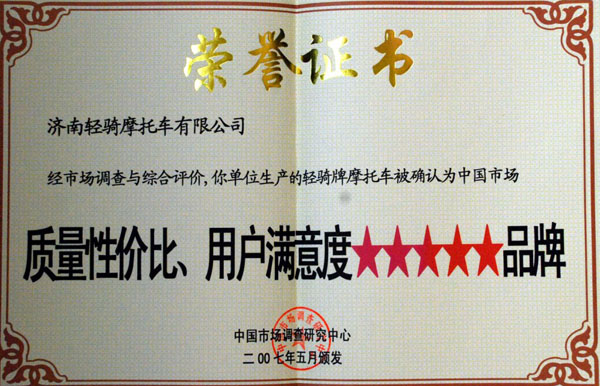 荣誉证书
济南轻骑摩托车有限公司
经市场调查与综合评价,你单位生产的轻骑牌摩托车被确认为中国市场
质量性价比、用户满意度★★★★★品牌
中国市场调查研究中心
二00七年五月颁发